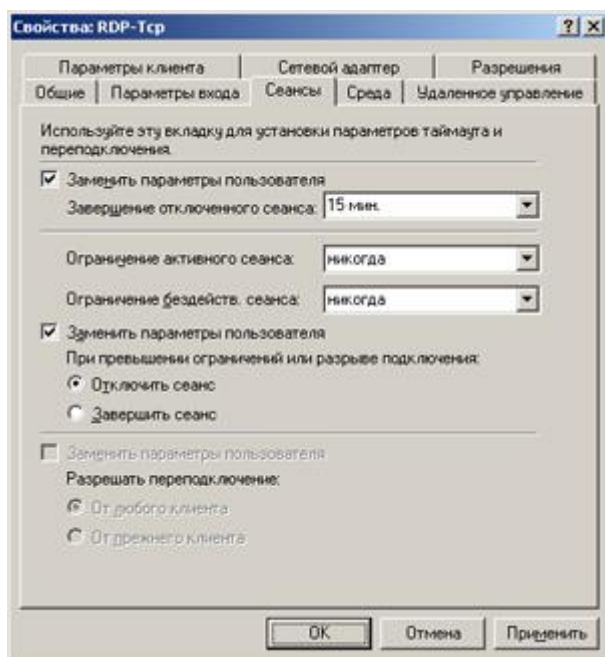 Свойства: RDP-Tcp
Параметры клиента Сетевой адаптер Разрешения
Общие Параметры входа Сеансы Среда Удаленное управление
Используйте эту вкладку для установки параметров таймаута и
переподключения.
Заменить параметры пользователя
Завершение отключенного сеанса: 15 мин.
Ограничение активного сеанса: никогда
Ограничение бездейств. сеанса: никогда
Заменить параметры пользователя
При превышении ограничений или разрыве подключения:
Отключить сеанс
Завершить сеанс
Заменить параметры пользователя
Разрешать переподключение:
От любого клиента
От прежнего клиента
OK Отмена Применить